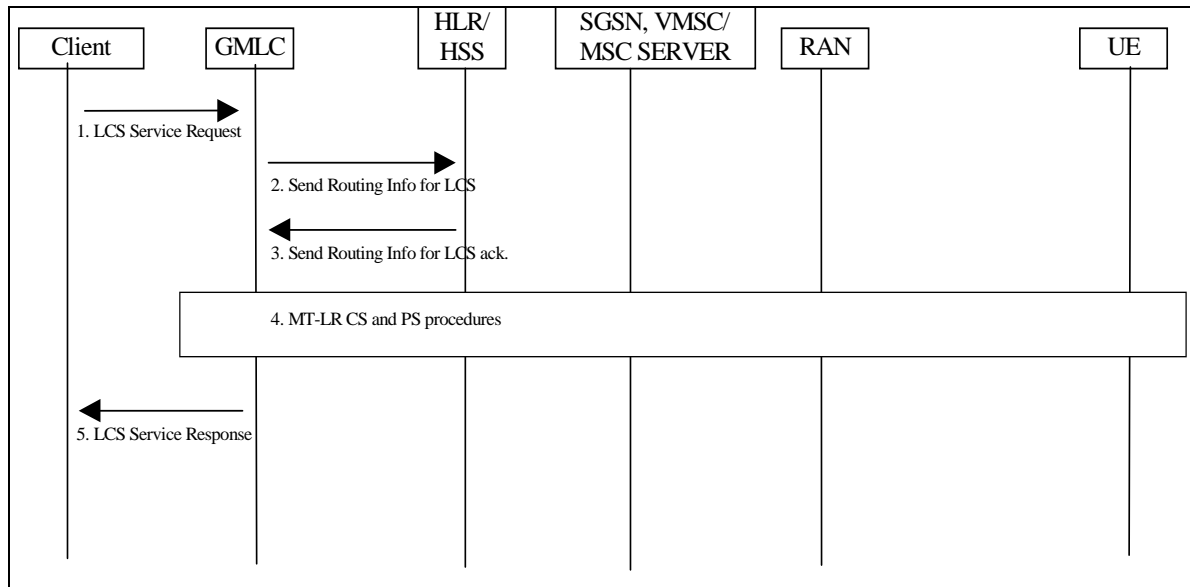 Client
GMLC
HLR/
HSS
SGSN, VMSC/
MSC SERVER
RAN
UE
1. LCS Service Request
2. Send Routing Info for LCS
3. Send Routing Info for LCS ack.
4. MT-LR CS and PS procedures
5. LCS Service Response